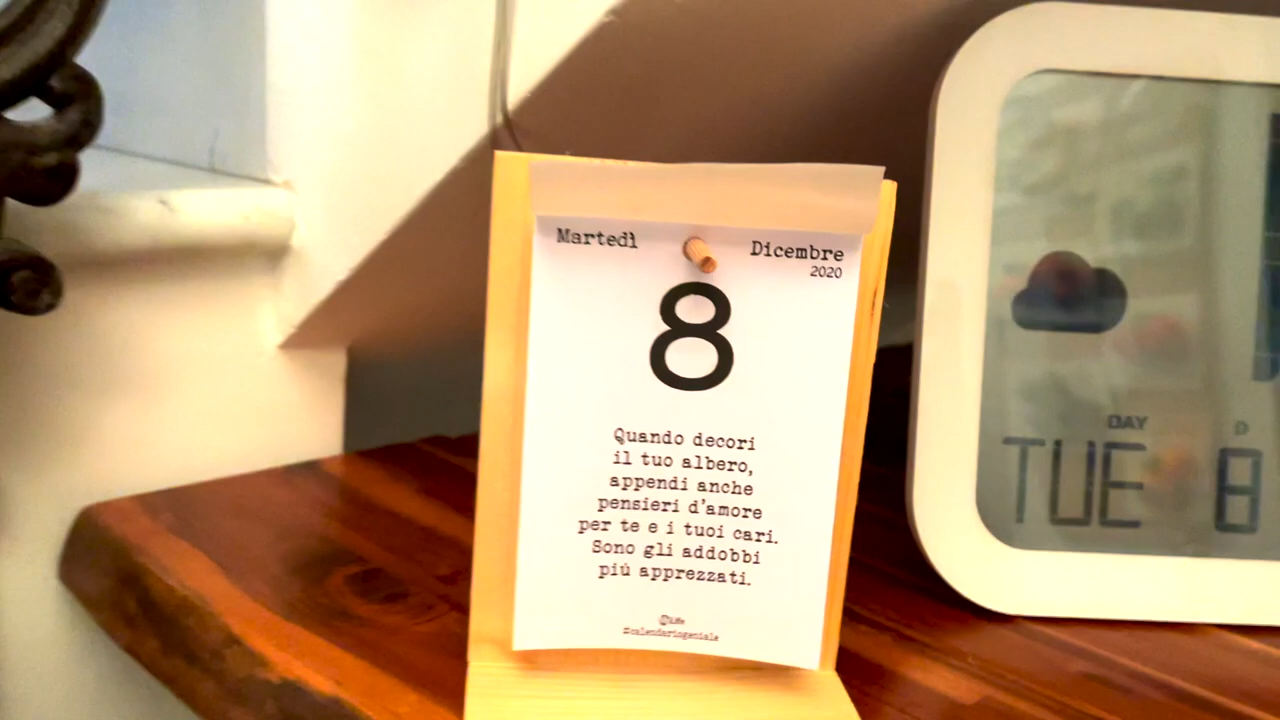 Martedì
Dicembre
2020
8
Quando decori
il tuo albero,
appendi anche
pensieri d'amore
per te e i tuoi cari.
Sono gli addobbi
più apprezzati.
#calendariogeniale
DAY
D
TUE
8